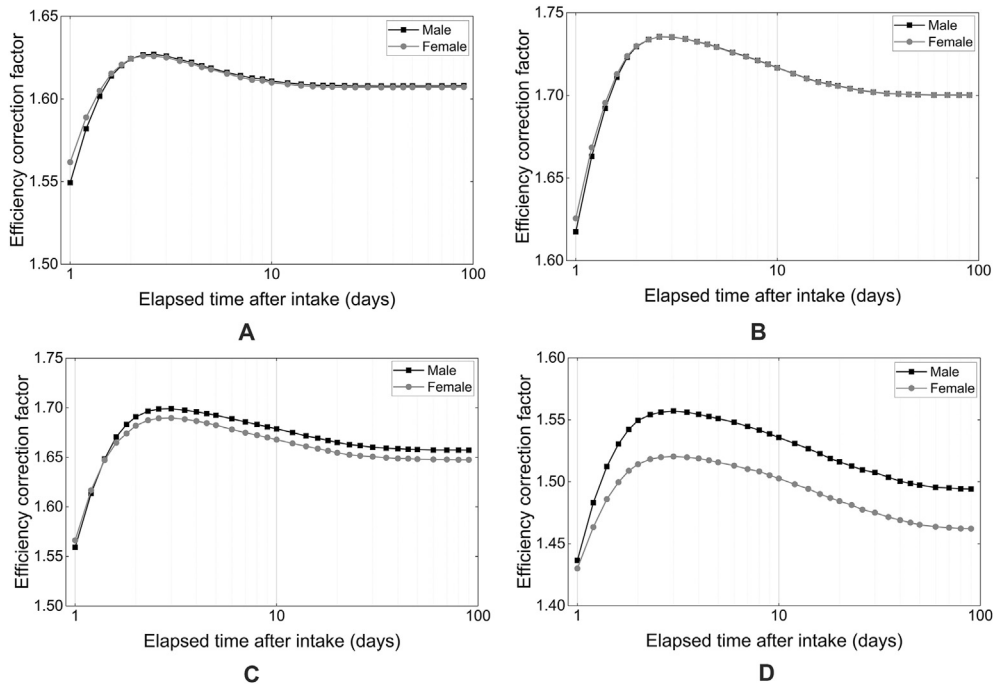 1.65
1.60
1.55
1.50
Efficiency correction factor
Male
Female
1
10
100
Elapsed time after intake (days)
A
1.75
1.70
1.65
1.60
Efficiency correction factor
Male
Female
1
10
100
Elapsed time after intake (days)
B
1.75
1.70
1.65
1.60
1.55
1.50
Efficiency correction factor
Male
Female
1
10
100
Elapsed time after intake (days)
C
1.60
1.55
1.50
1.45
1.40
Efficiency correction factor
Male
Female
1
10
100
Elapsed time after intake (days)
D